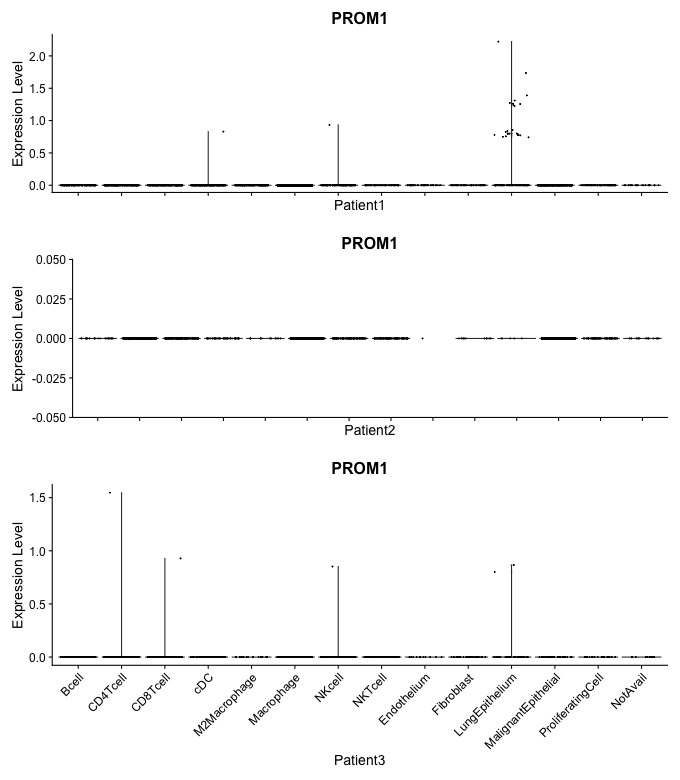 PROM1
Expression Level
2.0
1.5
1.0
0.5
0.0
Patient1
PROM1
Expression Level
0.050
0.025
0.000
-0.025
-0.050
Patient2
PROM1
Expression Level
1.5
1.0
0.5
0.0
Bcell
CD4Tcell
CD8Tcell
cDC
M2Macrophage
Macrophage
NKcell
NKTcell
Endothelium
Fibroblast
LungEpithelium
MalignantEpithelial
ProliferatingCell
NotAvail
Patient3